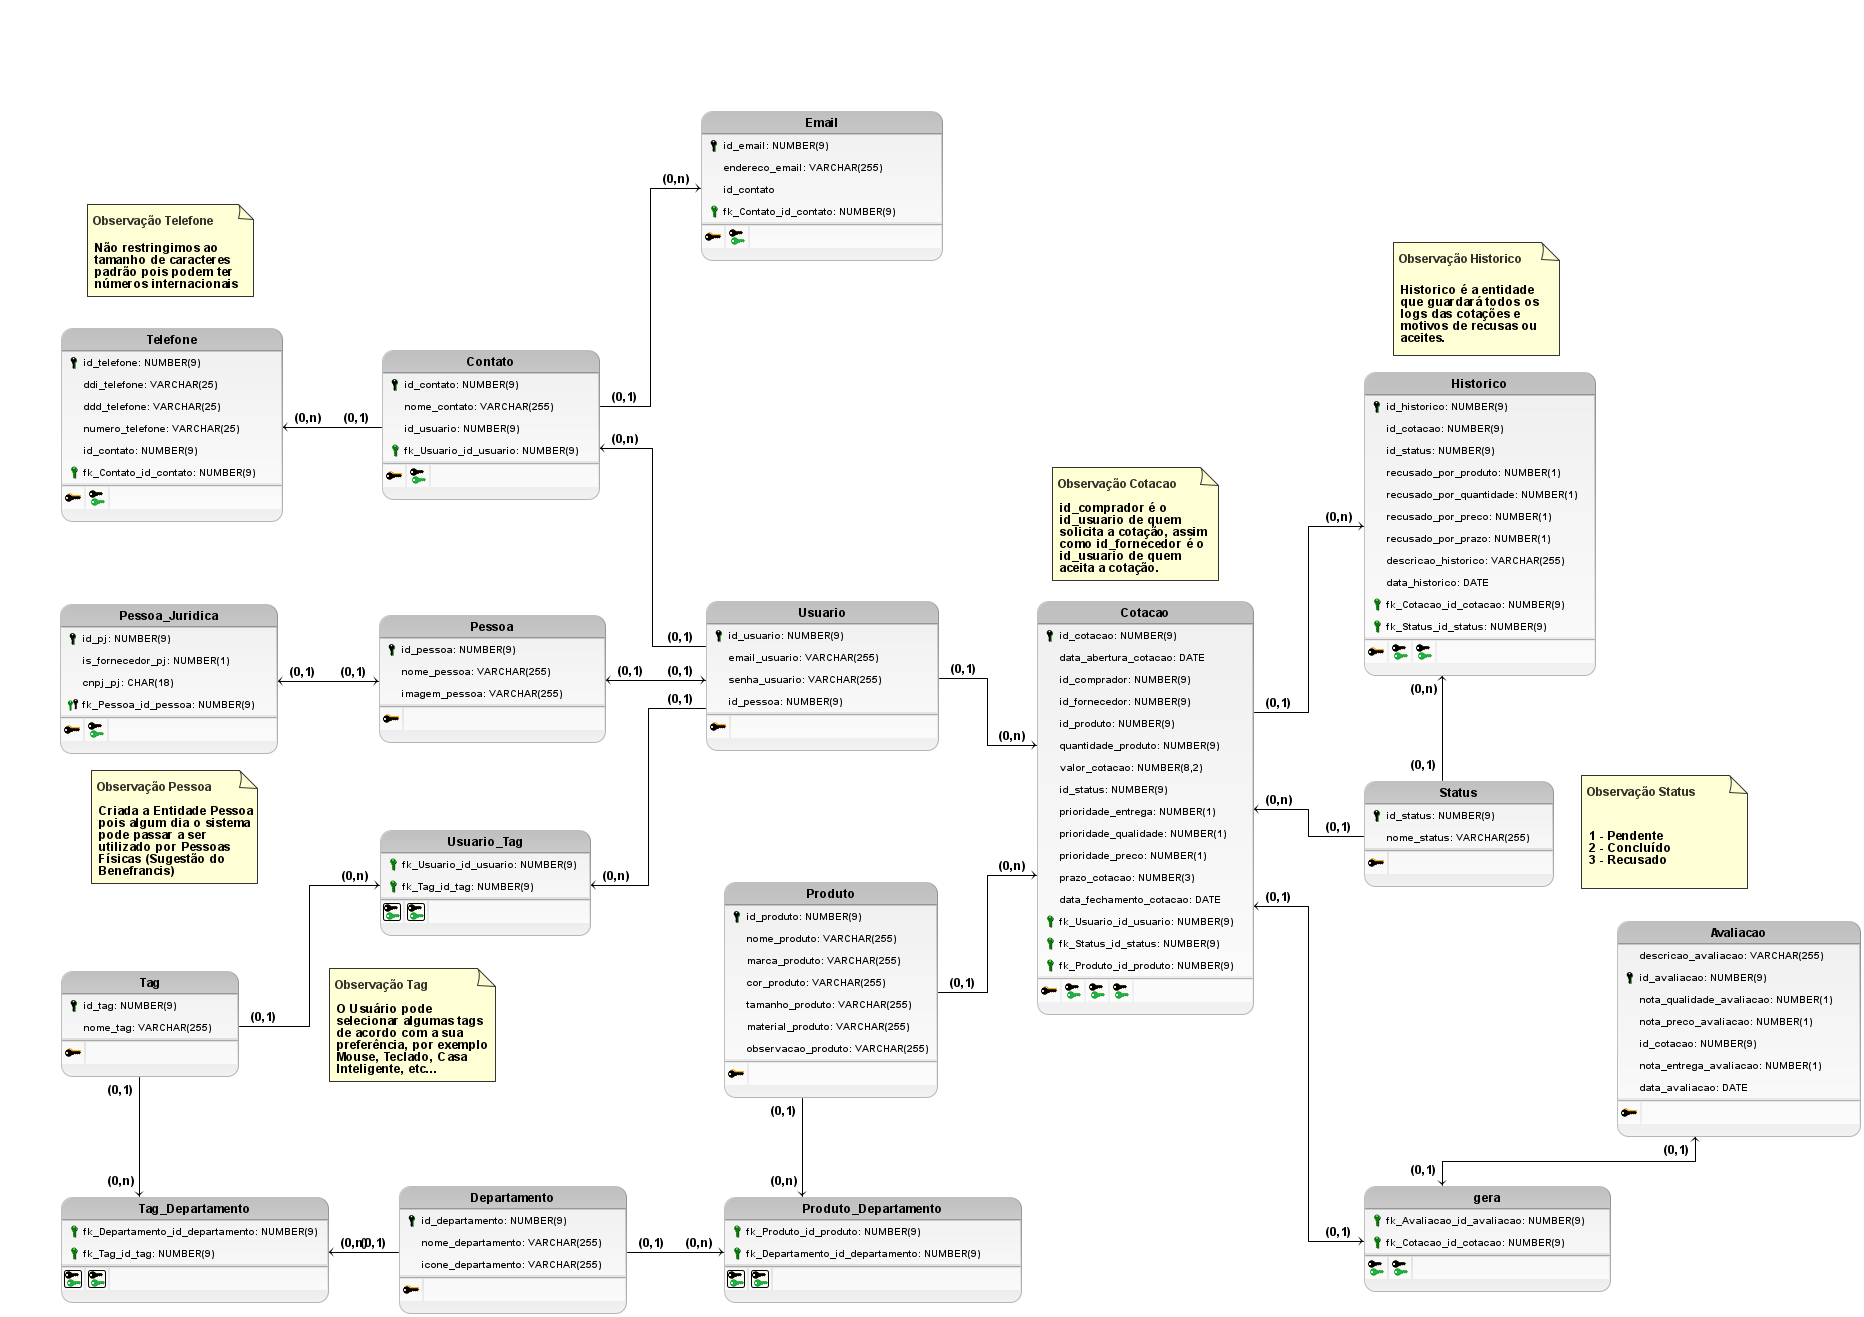 Email
id_email: NUMBER(9)
endereco_email: VARCHAR(255)
id_contato
fk_Contato_id_contato: NUMBER(9)
(0,n)
(0,1)
Observação Telefone
Não restringimos ao
tamanho de caracteres
padrão pois podem ter
números internacionais
Telefone
id_telefone: NUMBER(9)
ddi_telefone: VARCHAR(25)
ddd_telefone: VARCHAR(25)
numero_telefone: VARCHAR(25)
id_contato: NUMBER(9)
fk_Contato_id_contato: NUMBER(9)
(0,n)
(0,1)
Contato
id_contato: NUMBER(9)
nome_contato: VARCHAR(255)
id_usuario: NUMBER(9)
fk_Usuario_id_usuario: NUMBER(9)
(0,n)
(0,1)
Observação Historico
Historico é a entidade
que guardará todos os
logs das cotações e
motivos de recusas ou
aceites.
Historico
id_historico: NUMBER(9)
id_cotacao: NUMBER(9)
id_status: NUMBER(9)
recusado_por_produto: NUMBER(1)
recusado_por_quantidade: NUMBER(1)
recusado_por_preco: NUMBER(1)
recusado_por_prazo: NUMBER(1)
descricao_historico: VARCHAR(255)
data_historico: DATE
fk_Cotacao_id_cotacao: NUMBER(9)
fk_Status_id_status: NUMBER(9)
(0,n)
(0,1)
(0,n)
(0,1)
Observação Cotacao
id_comprador é o
id_usuario de quem
solicita a cotação, assim
como id_fornecedor é o
id_usuario de quem
aceita a cotação.
Pessoa_Juridica
id_pj: NUMBER(9)
is_fornecedor_pj: NUMBER(1)
cnpj_pj: CHAR(18)
fk_Pessoa_id_pessoa: NUMBER(9)
(0,1)
(0,1)
Pessoa
id_pessoa: NUMBER(9)
nome_pessoa: VARCHAR(255)
imagem_pessoa: VARCHAR(255)
(0,1)
(0,1)
(0,1)
Usuario
id_usuario: NUMBER(9)
email_usuario: VARCHAR(255)
senha_usuario: VARCHAR(255)
id_pessoa: NUMBER(9)
(0,1)
(0,n)
Cotacao
id_cotacao: NUMBER(9)
data_abertura_cotacao: DATE
id_comprador: NUMBER(9)
id_fornecedor: NUMBER(9)
id_produto: NUMBER(9)
quantidade_produto: NUMBER(9)
valor_cotacao: NUMBER(8,2)
id_status: NUMBER(9)
prioridade_entrega: NUMBER(1)
prioridade_qualidade: NUMBER(1)
prioridade_preco: NUMBER(1)
prazo_cotacao: NUMBER(3)
data_fechamento_cotacao: DATE
fk_Usuario_id_usuario: NUMBER(9)
fk_Status_id_status: NUMBER(9)
fk_Produto_id_produto: NUMBER(9)
(0,n)
(0,1)
(0,1)
Status
id_status: NUMBER(9)
nome_status: VARCHAR(255)
Observação Status
1 - Pendente
2 - Concluído
3 - Recusado
Observação Pessoa
Criada a Entidade Pessoa
pois algum dia o sistema
pode passar a ser
utilizado por Pessoas
Físicas (Sugestão do
Benefrancis)
Usuario_Tag
fk_Usuario_id_usuario: NUMBER(9)
fk_Tag_id_tag: NUMBER(9)
(0,n)
(0,n)
Produto
id_produto: NUMBER(9)
nome_produto: VARCHAR(255)
marca_produto: VARCHAR(255)
cor_produto: VARCHAR(255)
tamanho_produto: VARCHAR(255)
material_produto: VARCHAR(255)
observacao_produto: VARCHAR(255)
(0,n)
(0,1)
(0,1)
Avaliacao
descricao_avaliacao: VARCHAR(255)
id_avaliacao: NUMBER(9)
nota_qualidade_avaliacao: NUMBER(1)
nota_preco_avaliacao: NUMBER(1)
id_cotacao: NUMBER(9)
nota_entrega_avaliacao: NUMBER(1)
data_avaliacao: DATE
(0,1)
(0,1)
Tag
id_tag: NUMBER(9)
nome_tag: VARCHAR(255)
(0,1)
(0,1)
Observação Tag
O Usuário pode
selecionar algumas tags
de acordo com a sua
preferência, por exemplo
Mouse, Teclado, Casa
Inteligente, etc...
(0,n)
Tag_Departamento
fk_Departamento_id_departamento: NUMBER(9)
fk_Tag_id_tag: NUMBER(9)
(0,n)
(0,1)
Departamento
id_departamento: NUMBER(9)
nome_departamento: VARCHAR(255)
icone_departamento: VARCHAR(255)
(0,1)
(0,n)
(0,n)
Produto_Departamento
fk_Produto_id_produto: NUMBER(9)
fk_Departamento_id_departamento: NUMBER(9)
(0,1)
gera
fk_Avaliacao_id_avaliacao: NUMBER(9)
fk_Cotacao_id_cotacao: NUMBER(9)